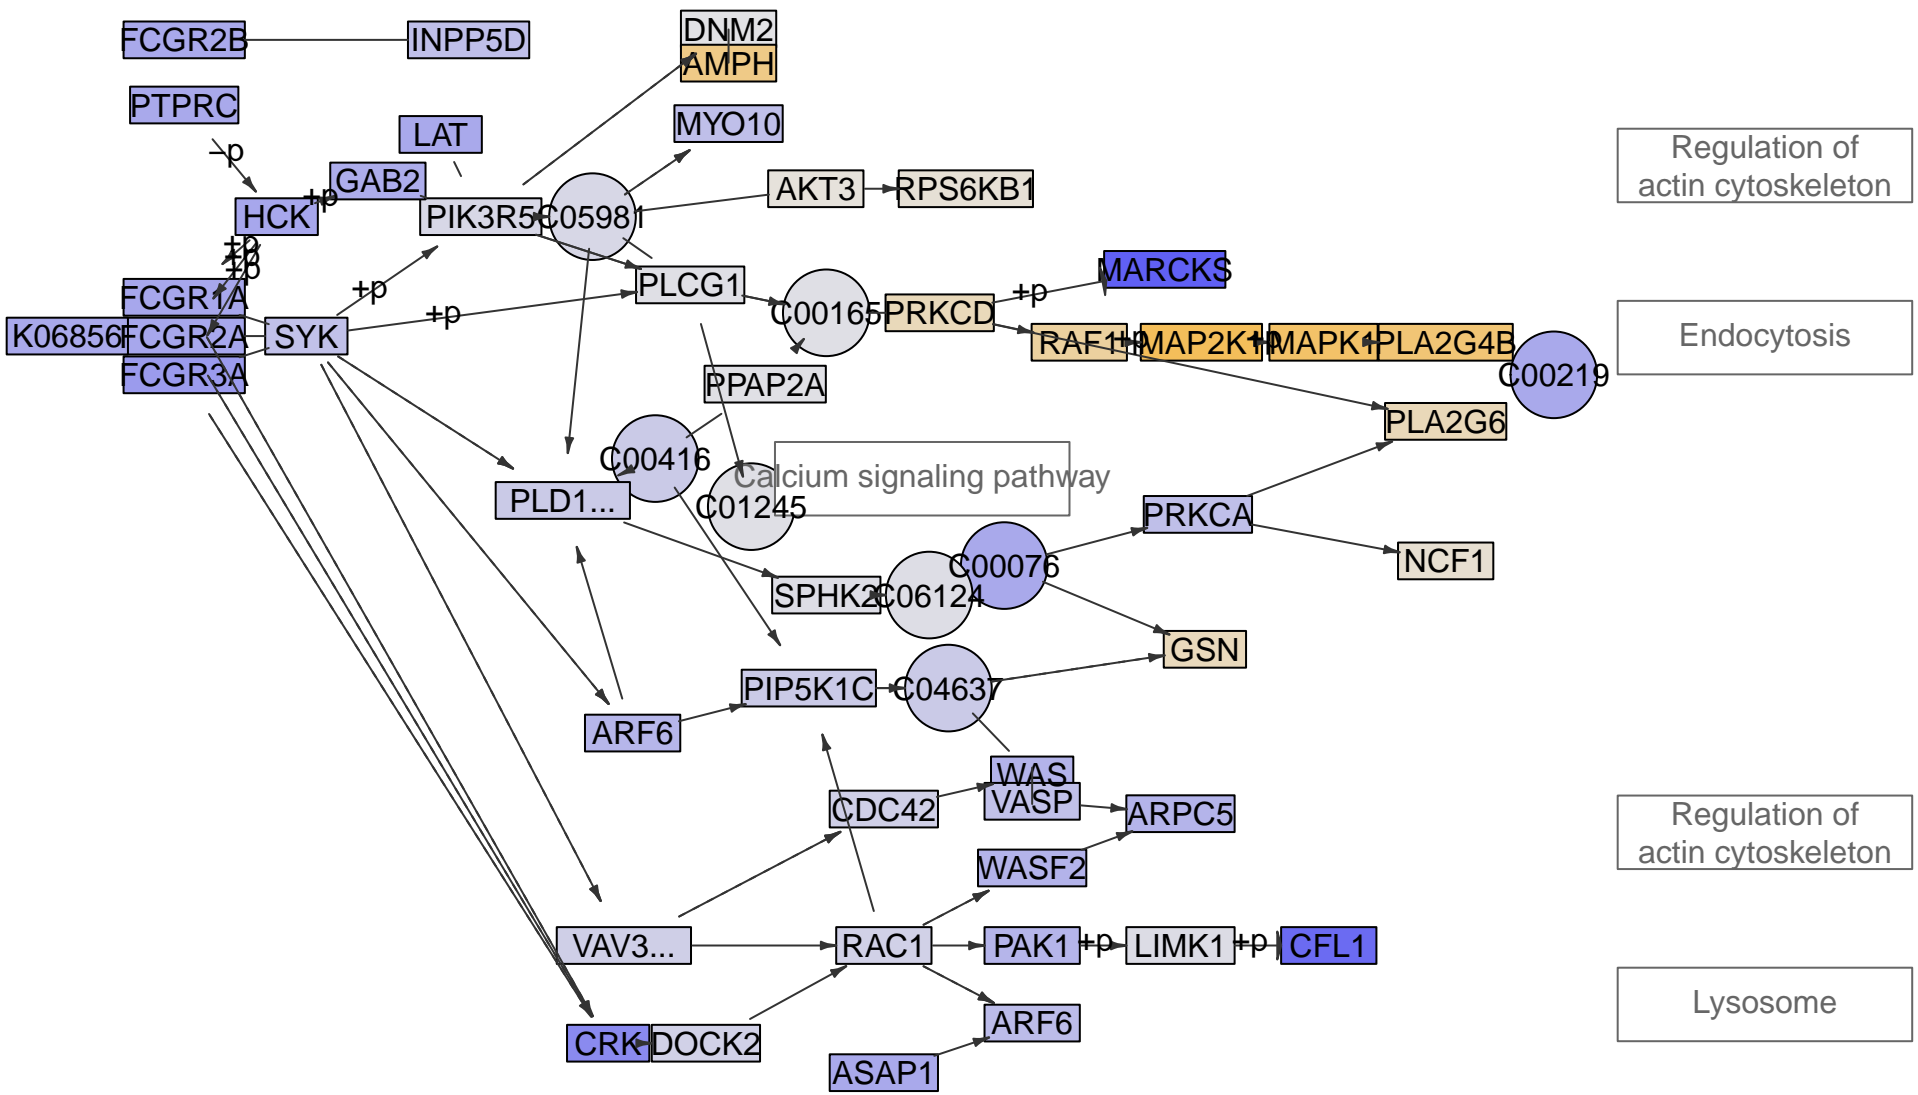 FCGR2B
INPP5D
DNM2
AMPH
PTPRC
LAT
MYO10
Regulation of
actin cytoskeleton
–p
GAB2
+p
HCK
PIK3R5
C05981
AKT3
RPS6KB1
+p
+p
+p
MARCKS
FCGR1A
+p
PLCG1
+p
C00165
PRKCD
+p
K06856
FCGR2A
SYK
RAF1
+p
MAP2K1
+p
MAPK1
PLA2G4B
Endocytosis
FCGR3A
PPAP2A
C00219
PLA2G6
C00416
Calcium signaling pathway
PLD1...
C01245
PRKCA
NCF1
SPHK2
C06124
C00076
GSN
PIP5K1C
C04637
ARF6
WAS
VASP
CDC42
ARPC5
Regulation of
actin cytoskeleton
WASF2
VAV3...
RAC1
PAK1
+p
LIMK1
+p
CFL1
Lysosome
ARF6
CRK
DOCK2
ASAP1